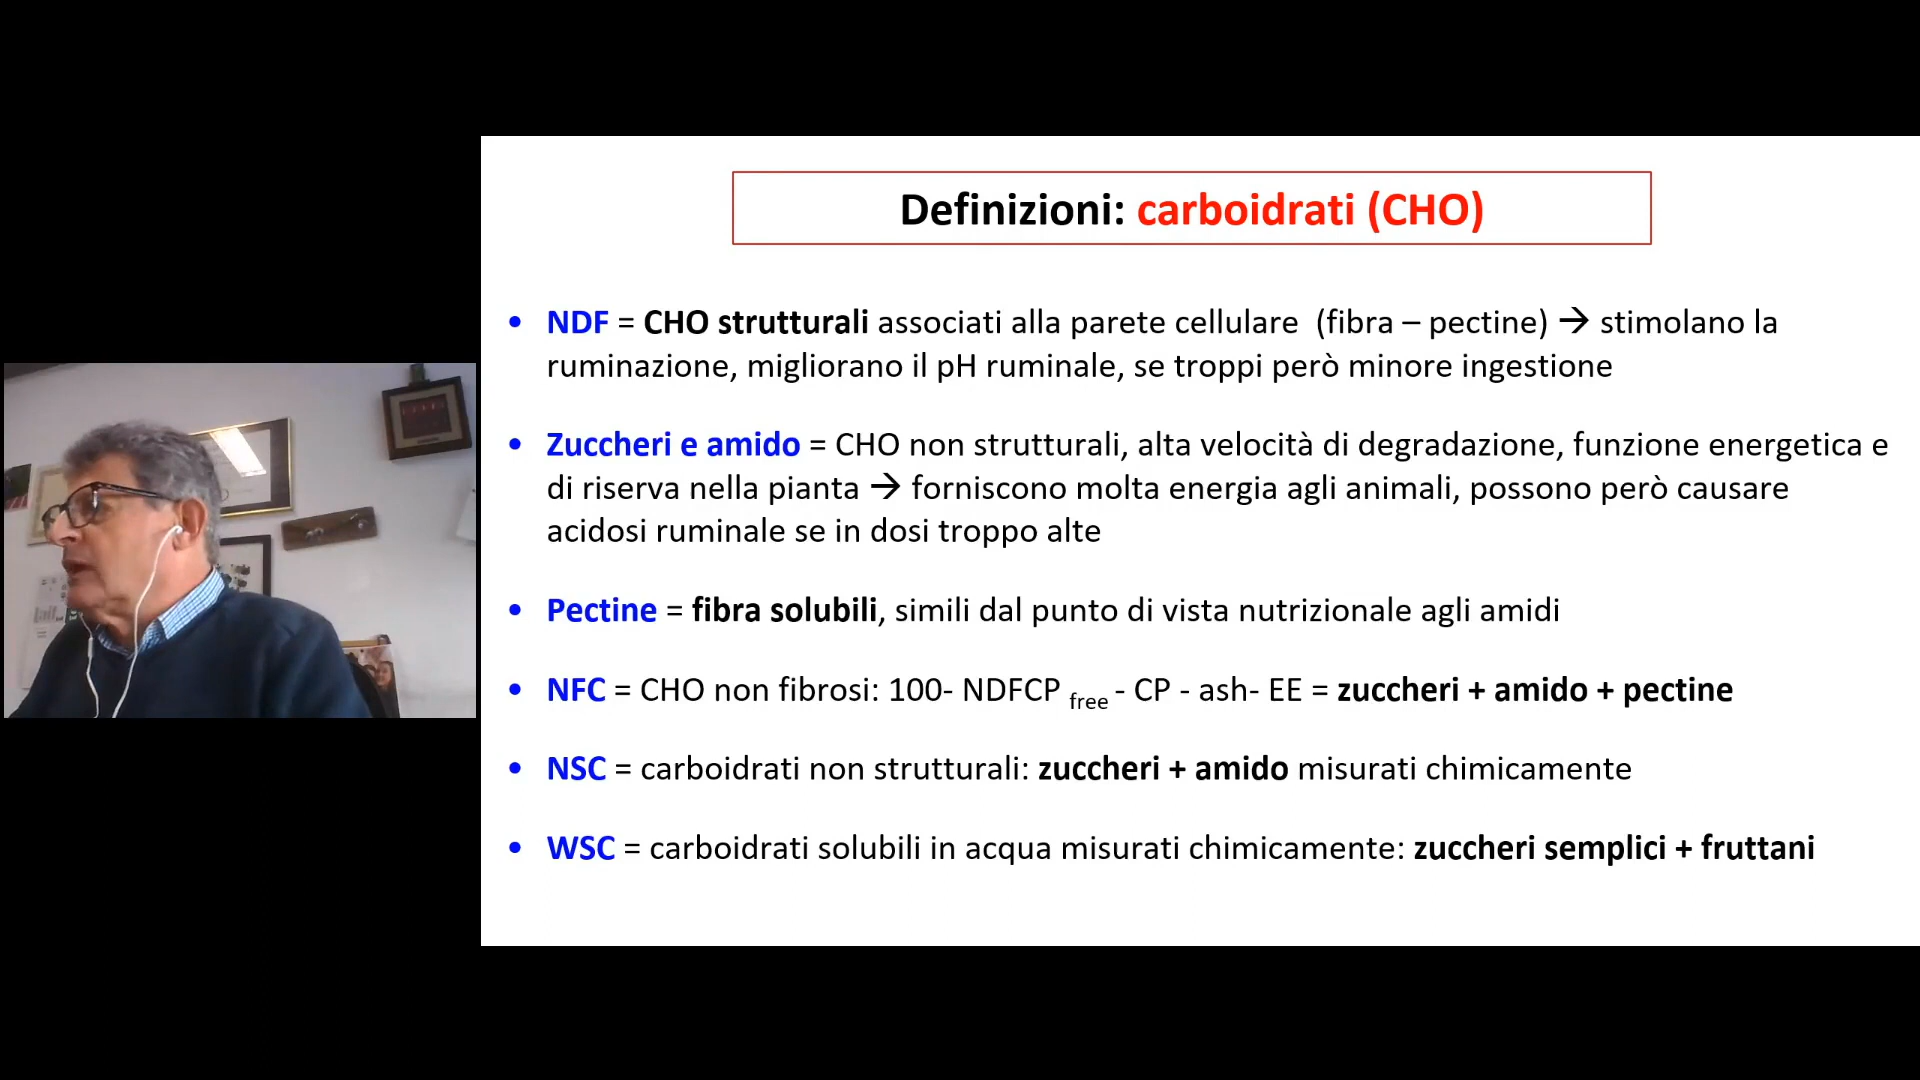 Definizioni: carboidrati (CHO)
• NDF = CHO strutturali associati alla parete cellulare (fibra – pectine) → stimolano la
ruminazione, migliorano il pH ruminale, se troppi però minore ingestione
• Zuccheri e amido = CHO non strutturali, alta velocità di degradazione, funzione energetica e
di riserva nella pianta → forniscono molta energia agli animali, possono però causare
acidosi ruminale se in dosi troppo alte
• Pectine = fibra solubili, simili dal punto di vista nutrizionale agli amidi
• NFC = CHO non fibrosi: 100- NDFCP free - CP - ash- EE = zuccheri + amido + pectine
• NSC = carboidrati non strutturali: zuccheri + amido misurati chimicamente
• WSC = carboidrati solubili in acqua misurati chimicamente: zuccheri semplici + fruttani